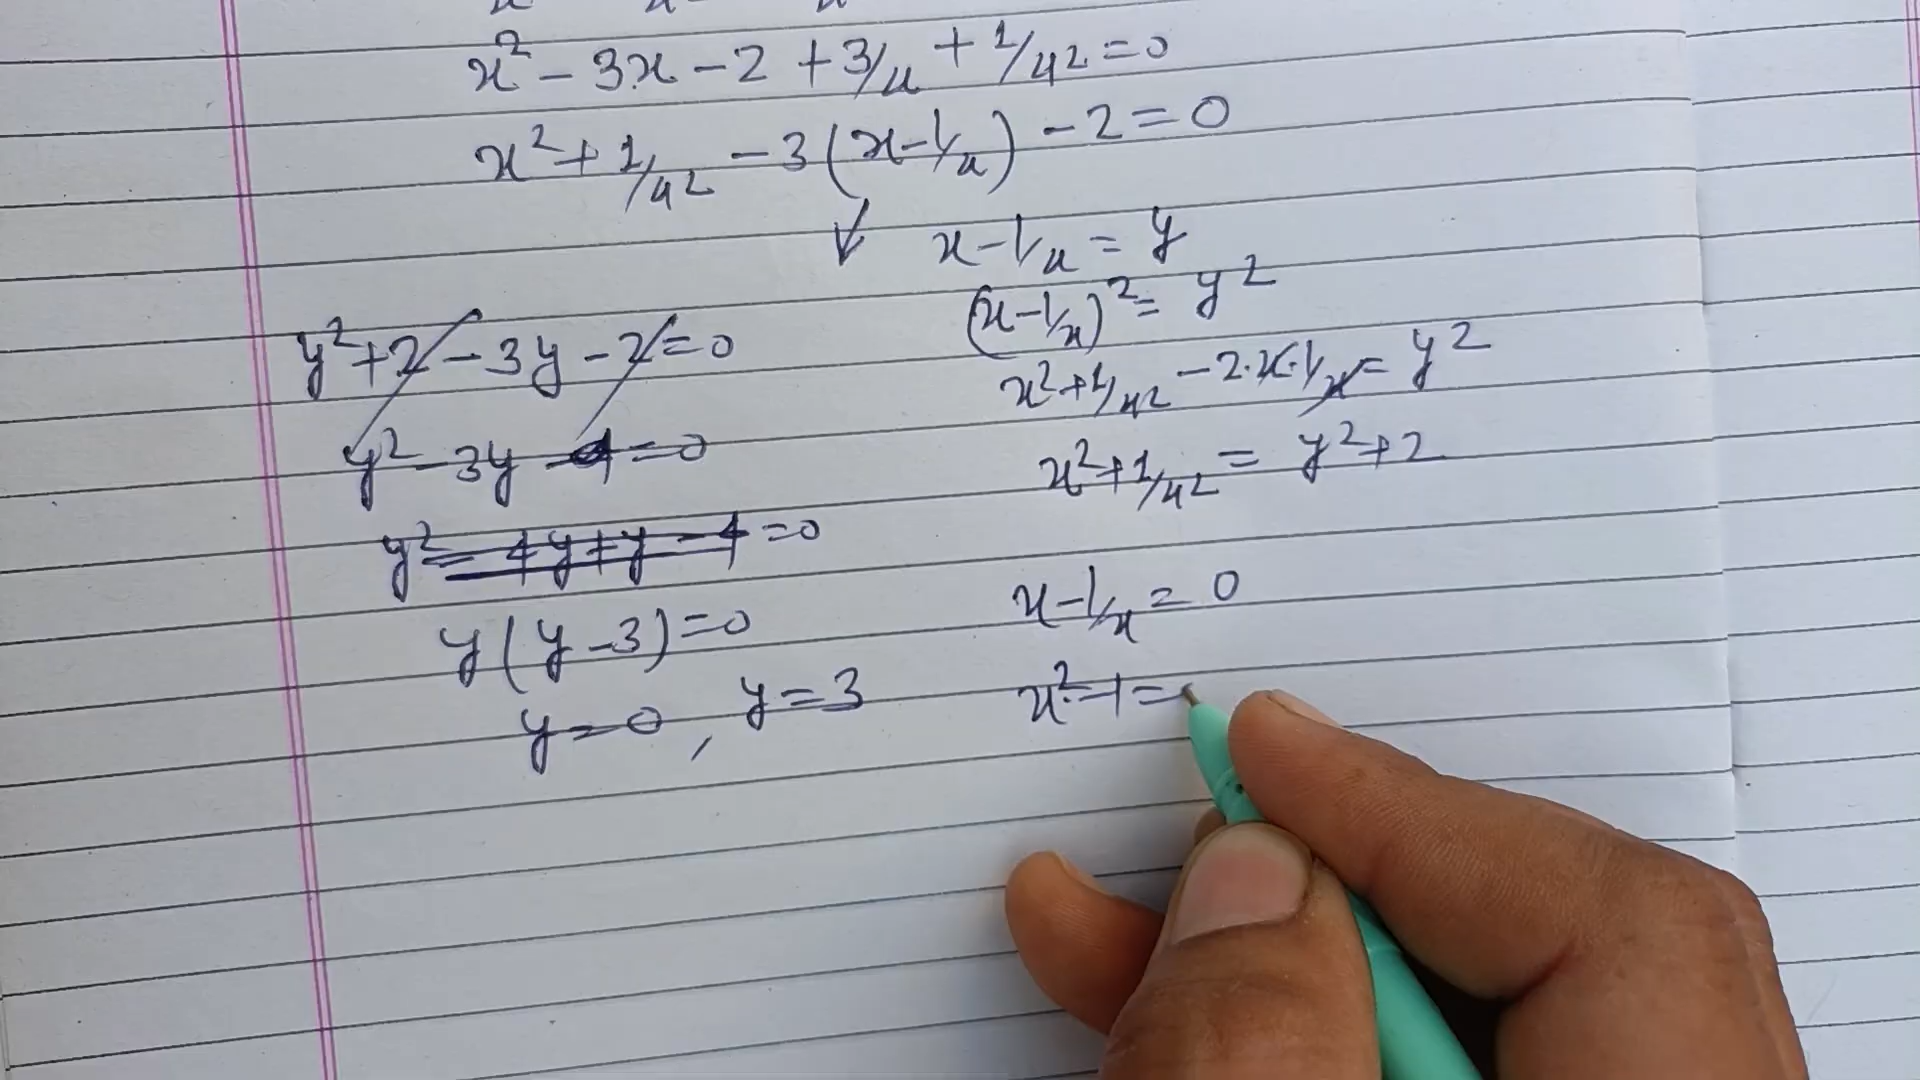 x² - 3x - 2 + 3/x + 1/x² = 0
x² + 1/x² - 3(x - 1/x) - 2 = 0
x - 1/x = y
(x - 1/x)² = y²
x² + 1/x² - 2·x·1/x = y²
x² + 1/x² = y² + 2
y² + 2 - 3y - 2 = 0
y² - 3y = 0
y² - 4y + y - 4 = 0
y(y - 3) = 0
y = 0, y = 3
x - 1/x = 0
x² - 1 =